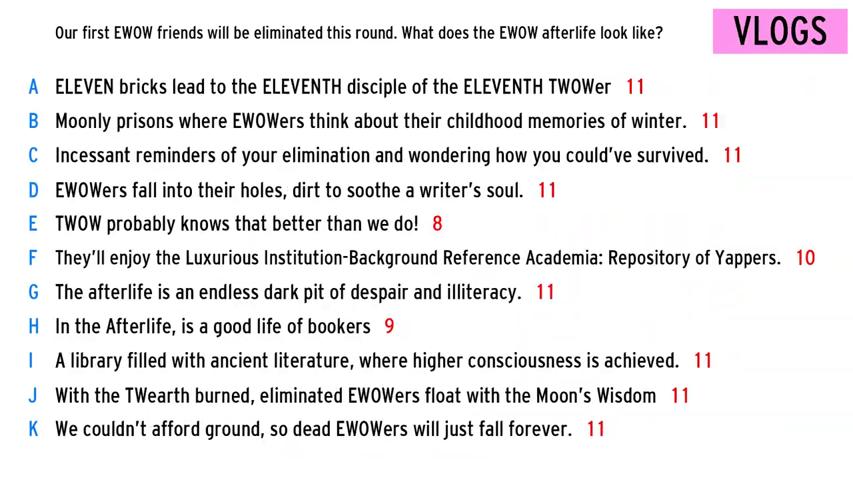 Our first EWOW friends will be eliminated this round. What does the EWOW afterlife look like?
VLOGS
A ELEVEN bricks lead to the ELEVENTH disciple of the ELEVENTH TWOWer 11
B Moonly prisons where EWOWers think about their childhood memories of winter. 11
C Incessant reminders of your elimination and wondering how you could've survived. 11
D EWOWers fall into their holes, dirt to soothe a writer's soul. 11
E TWOW probably knows that better than we do! 8
F They'll enjoy the Luxurious Institution-Background Reference Academia: Repository of Yappers. 10
G The afterlife is an endless dark pit of despair and illiteracy. 11
H In the Afterlife, is a good life of bookers 9
I A library filled with ancient literature, where higher consciousness is achieved. 11
J With the TWearth burned, eliminated EWOWers float with the Moon's Wisdom 11
K We couldn't afford ground, so dead EWOWers will just fall forever. 11